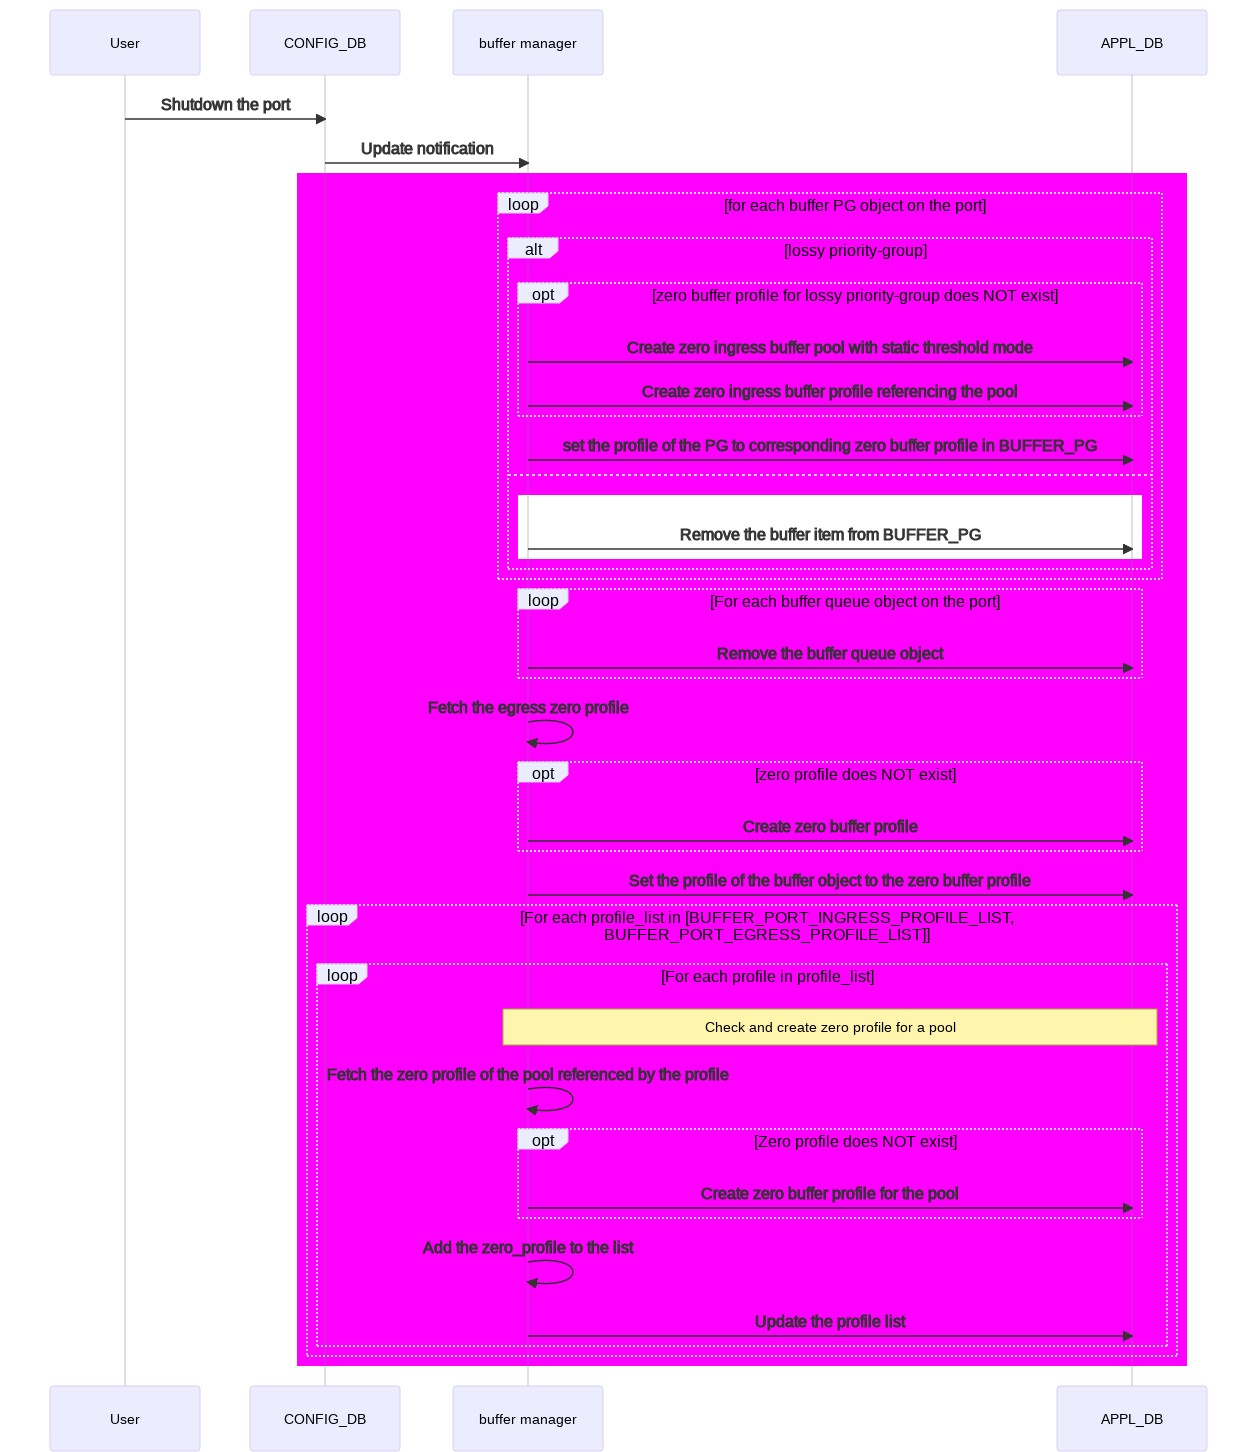 User
CONFIG_DB
buffer manager
APPL_DB
Shutdown the port
Update notification
loop
[for each buffer PG object on the port]
alt
[lossy priority-group]
opt
[zero buffer profile for lossy priority-group does NOT exist]
Create zero ingress buffer pool with static threshold mode
Create zero ingress buffer profile referencing the pool
set the profile of the PG to corresponding zero buffer profile in BUFFER_PG
Remove the buffer item from BUFFER_PG
loop
[For each buffer queue object on the port]
Remove the buffer queue object
Fetch the egress zero profile
opt
[zero profile does NOT exist]
Create zero buffer profile
Set the profile of the buffer object to the zero buffer profile
loop
[For each profile_list in [BUFFER_PORT_INGRESS_PROFILE_LIST,
BUFFER_PORT_EGRESS_PROFILE_LIST]]
loop
[For each profile in profile_list]
Check and create zero profile for a pool
Fetch the zero profile of the pool referenced by the profile
opt
[Zero profile does NOT exist]
Create zero buffer profile for the pool
Add the zero_profile to the list
Update the profile list
User
CONFIG_DB
buffer manager
APPL_DB